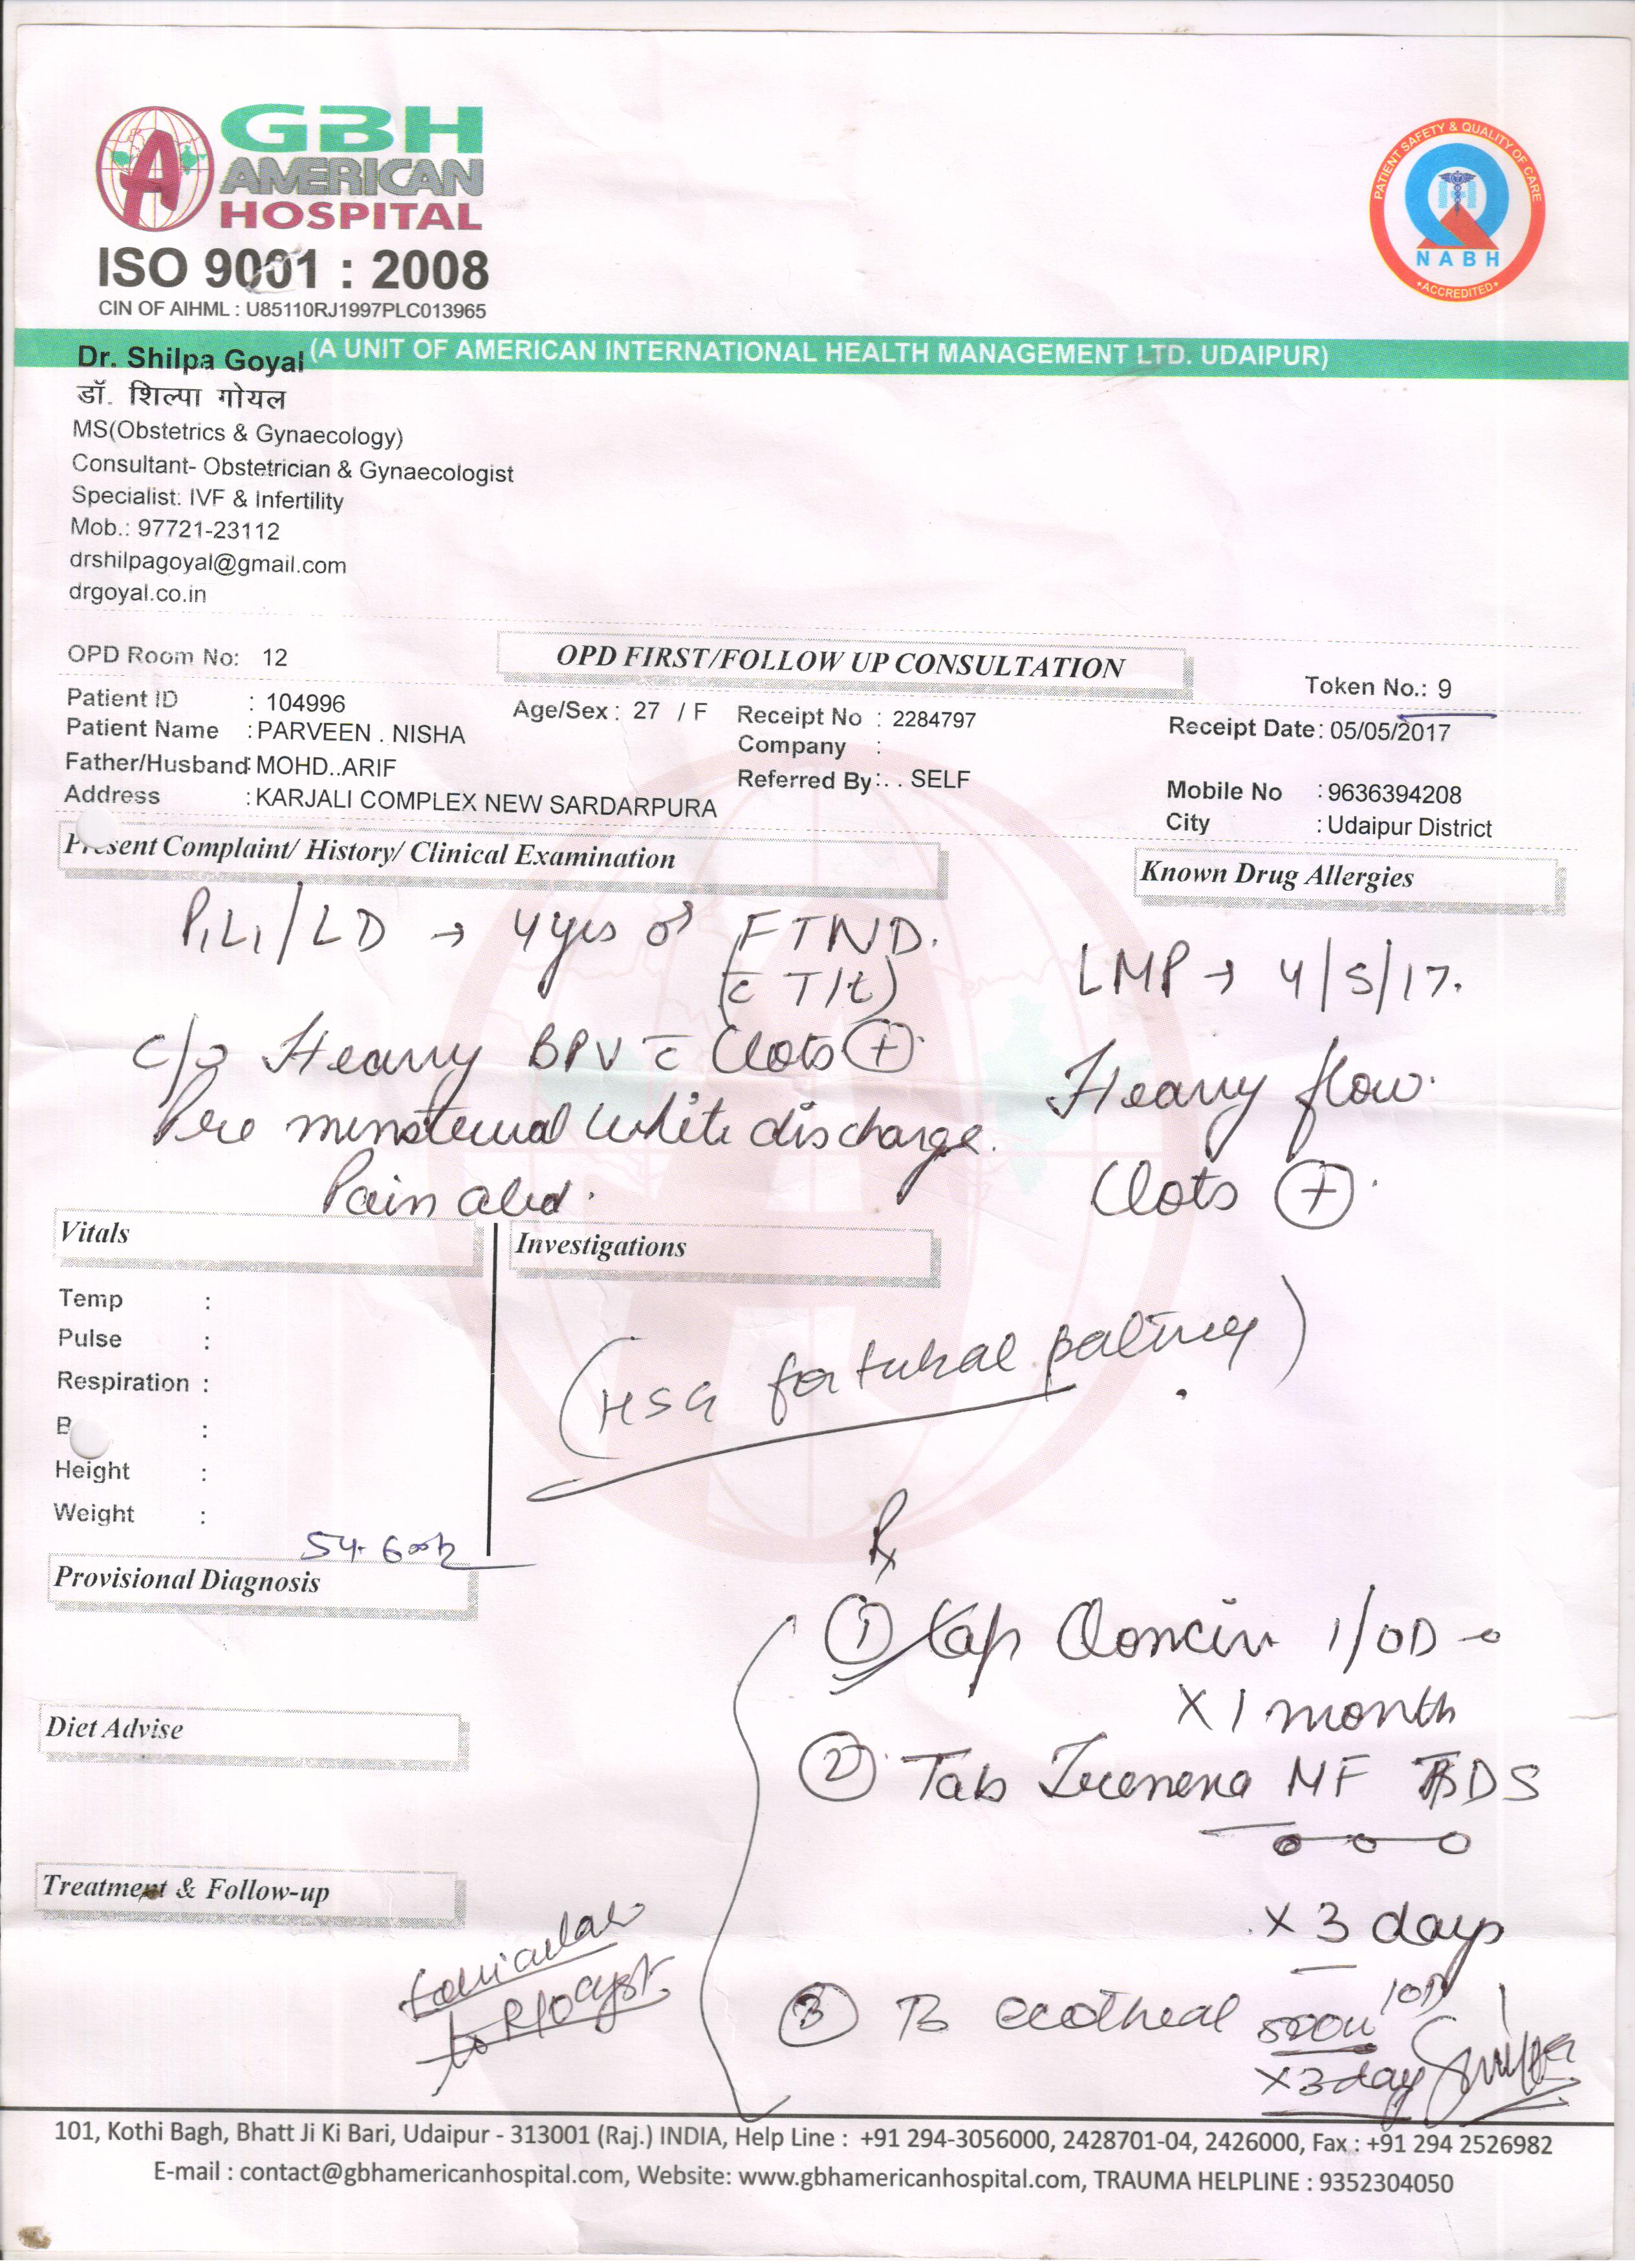 GBH
AMERICAN
HOSPITAL
ISO 9001 : 2008
CIN OF AIHML : U85110RJ1997PLC013965
PATIENT SAFETY & QUALITY OF CARE
NABH
ACCREDITED
(A UNIT OF AMERICAN INTERNATIONAL HEALTH MANAGEMENT LTD. UDAIPUR)
Dr. Shilpa Goyal
डॉ. शिल्पा गोयल
MS(Obstetrics & Gynaecology)
Consultant- Obstetrician & Gynaecologist
Specialist: IVF & Infertility
Mob.: 97721-23112
drshilpagoyal@gmail.com
drgoyal.co.in
OPD Room No: 12
OPD FIRST/FOLLOW UP CONSULTATION
Token No.: 9
Patient ID : 104996
Age/Sex : 27 / F
Receipt No : 2284797
Receipt Date: 05/05/2017
Patient Name : PARVEEN . NISHA
Company :
Father/Husband: MOHD..ARIF
Referred By: . . SELF
Mobile No : 9636394208
Address : KARJALI COMPLEX NEW SARDARPURA
City : Udaipur District
Present Complaint/ History/ Clinical Examination
Known Drug Allergies
P1L1/LD → 4 yrs FTND.
(c̄ T/t)
LMP → 4/5/17.
c/o Heavy BPV c̄ Clots ⊕
Heavy flow.
Pre menstrual white discharge.
Clots ⊕.
Pain abd.
Vitals
Investigations
Temp :
Pulse :
Respiration :
B :
Height :
Weight :
(HSG for tubal patency)
54.600
Provisional Diagnosis
Rx
① Cap 1/OD
x 1 month
Diet Advise
② Tab MF
x 3 days
Treatment & Follow-up
to R/O cyst
③
x 3 day
101, Kothi Bagh, Bhatt Ji Ki Bari, Udaipur - 313001 (Raj.) INDIA, Help Line : +91 294-3056000, 2428701-04, 2426000, Fax : +91 294 2526982
E-mail : contact@gbhamericanhospital.com, Website: www.gbhamericanhospital.com, TRAUMA HELPLINE : 9352304050